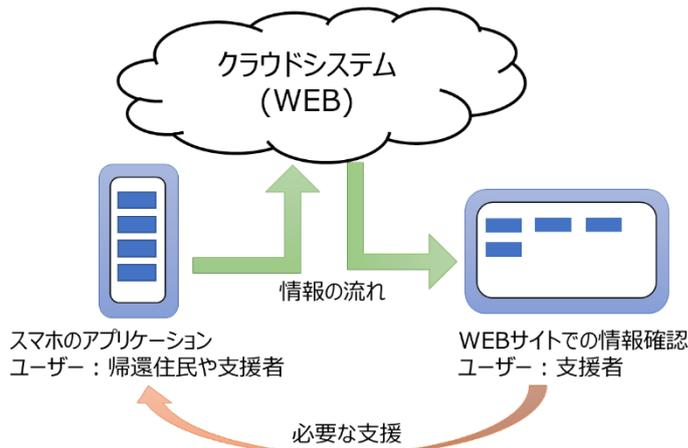 クラウドシステム
(WEB)
情報の流れ
スマホのアプリケーション
ユーザー：帰還住民や支援者
WEBサイトでの情報確認
ユーザー：支援者
必要な支援